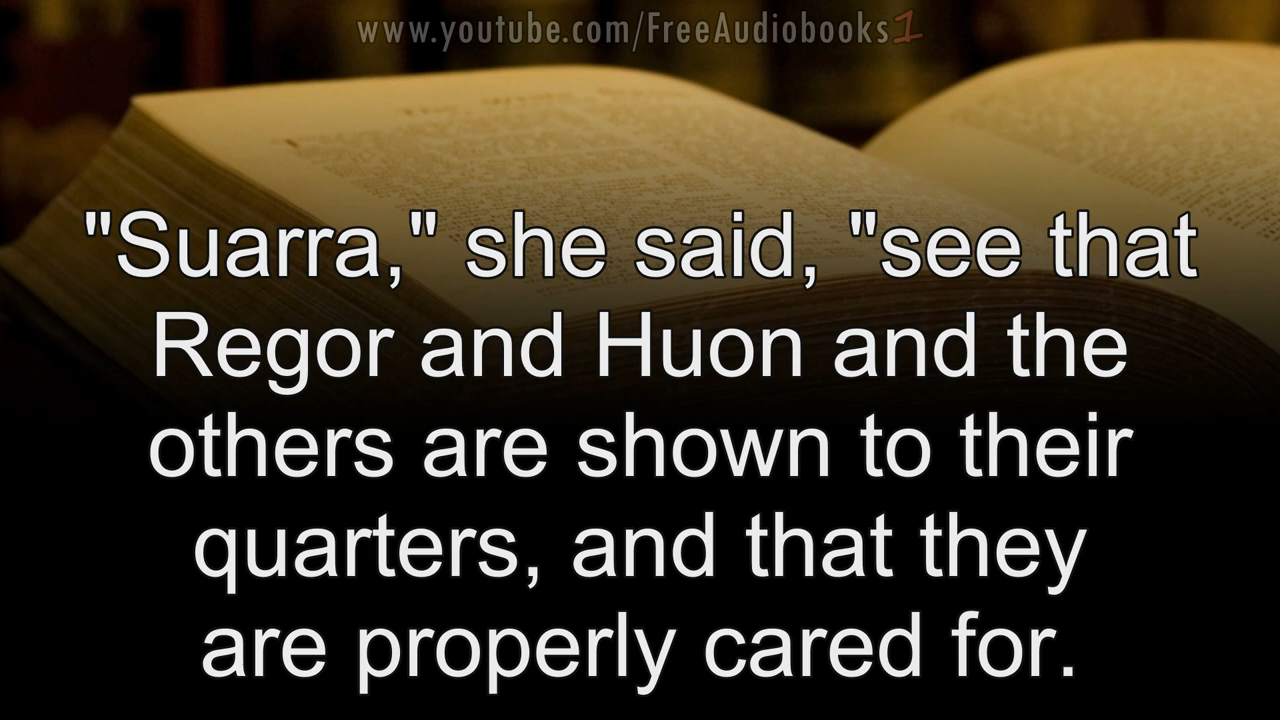 www.youtube.com/FreeAudiobooks1
"Suarra," she said, "see that
Regor and Huon and the
others are shown to their
quarters, and that they
are properly cared for.